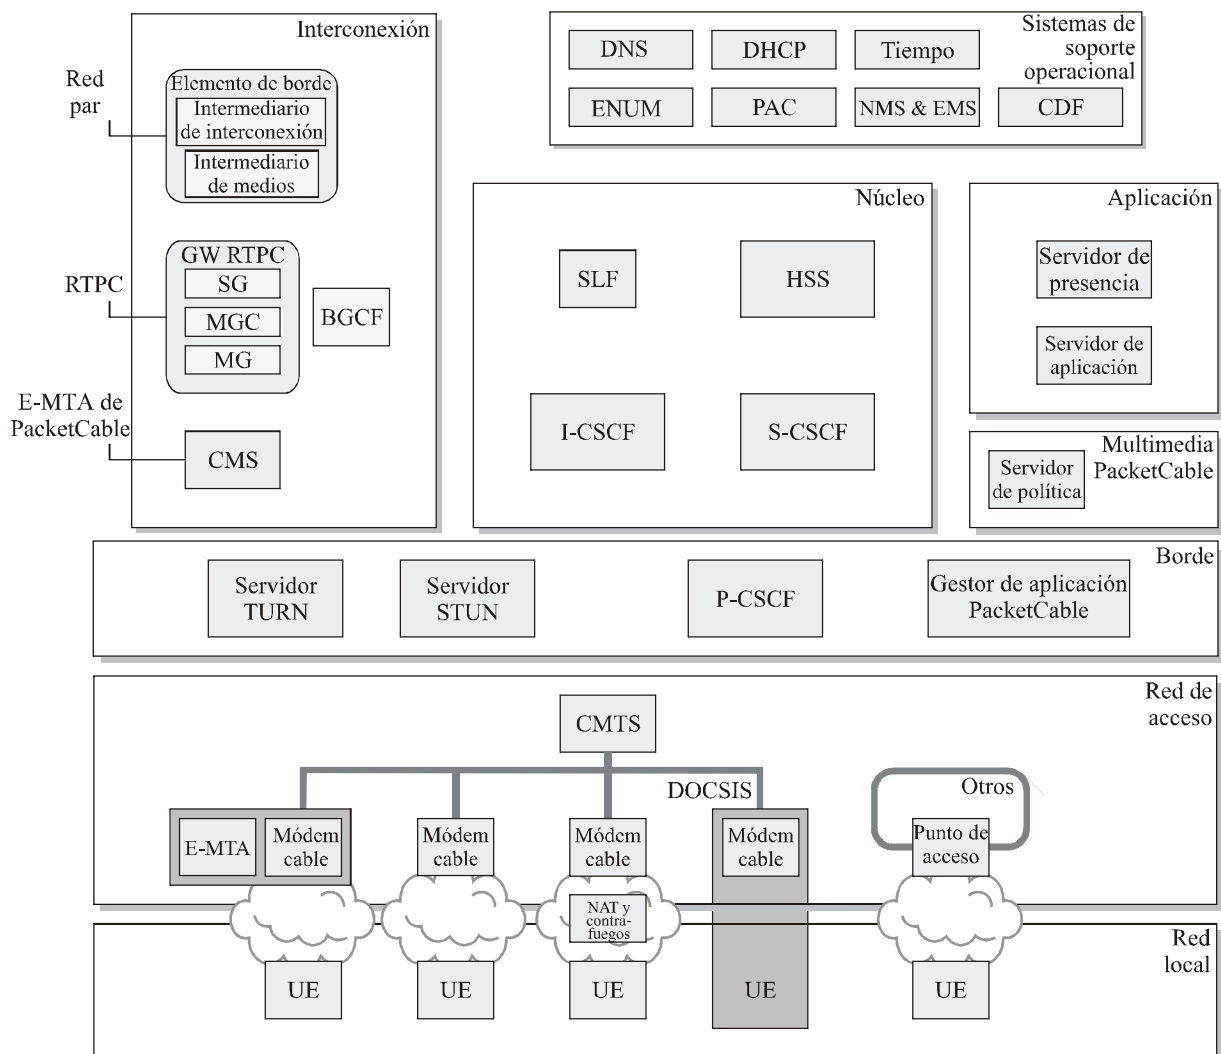 Interconexión
Red
par
Elemento de borde
Intermediario
de interconexión
Intermediario
de medios
RTPC
GW RTPC
SG
MGC
MG
BGCF
E-MTA de
PacketCable
CMS
Sistemas de
soporte
operacional
DNS
DHCP
Tiempo
ENUM
PAC
NMS & EMS
CDF
Núcleo
SLF
HSS
I-CSCF
S-CSCF
Aplicación
Servidor de
presencia
Servidor de
aplicación
Multimedia
PacketCable
Servidor
de política
Borde
Servidor
TURN
Servidor
STUN
P-CSCF
Gestor de aplicación
PacketCable
Red de
acceso
CMTS
DOCSIS
Otros
E-MTA
Módem
cable
Módem
cable
Módem
cable
Módem
cable
Punto de
acceso
NAT y
contra-
fuegos
Red
local
UE
UE
UE
UE
UE